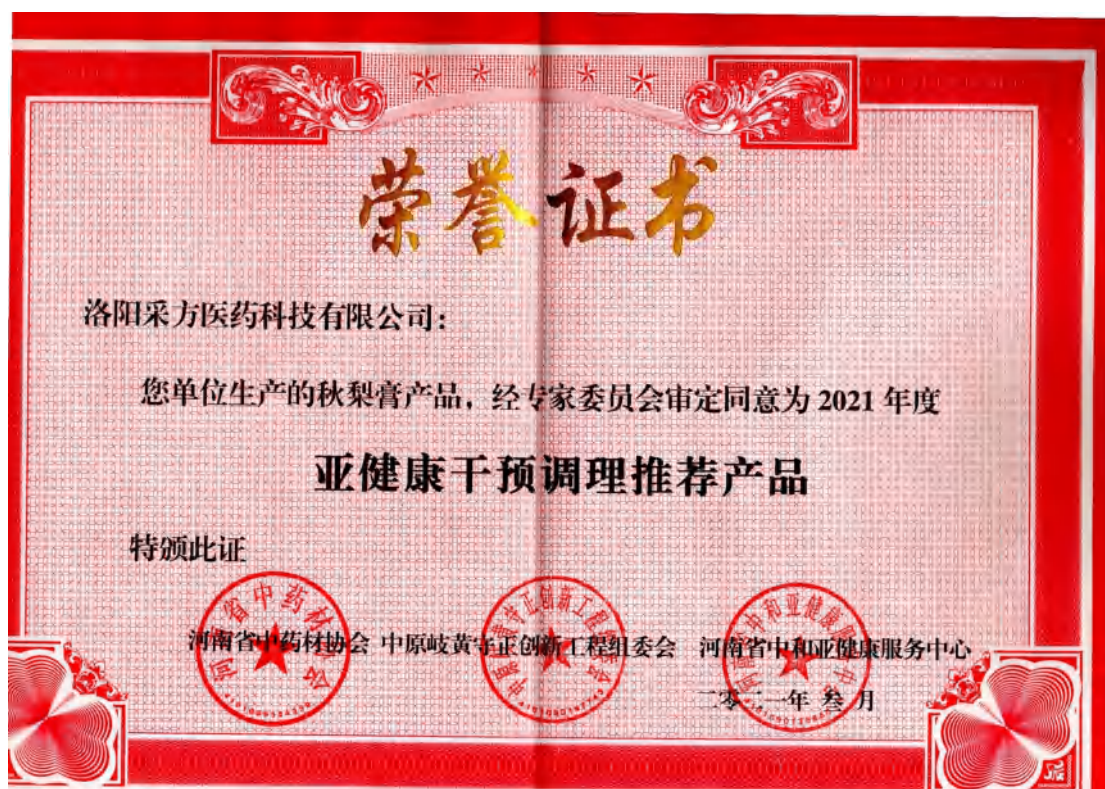 荣誉证书
洛阳采方医药科技有限公司：
您单位生产的秋梨膏产品，经专家委员会审定同意为 2021 年度
亚健康干预调理推荐产品
特颁此证
河南省中药材协会 中原岐黄守正创新工程组委会 河南省中和亚健康服务中心
二零二一年 叁 月